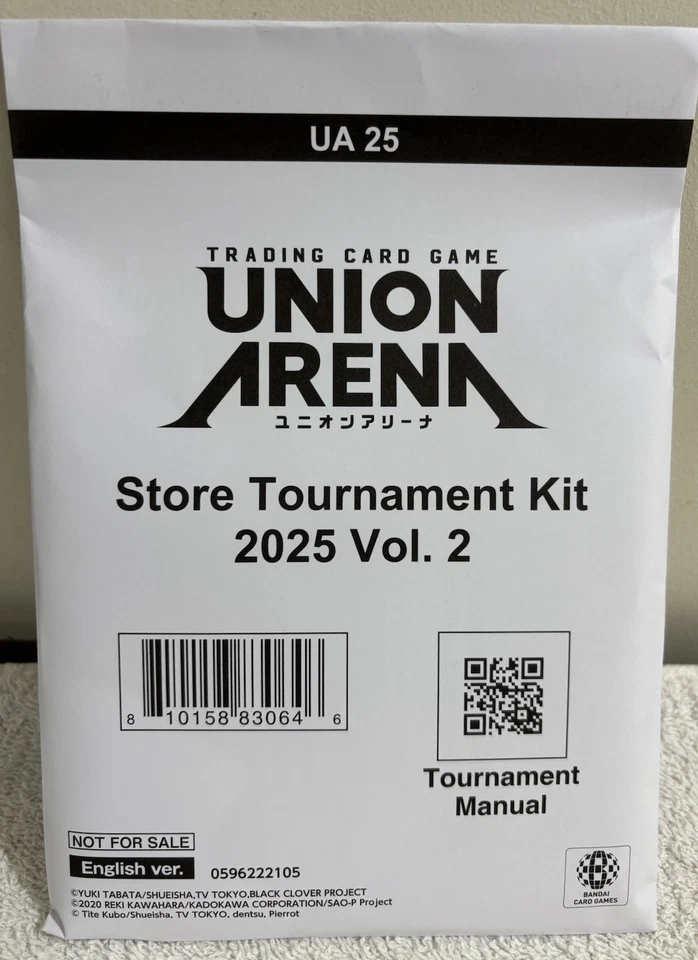 UA 25
TRADING CARD GAME
UNION
ARENA
ユニオンアリーナ
Store Tournament Kit
2025 Vol. 2
8 10158 83064 6
Tournament
Manual
NOT FOR SALE
English ver. 0596222105
©YUKI TABATA/SHUEISHA,TV TOKYO,BLACK CLOVER PROJECT
©2020 REKI KAWAHARA/KADOKAWA CORPORATION/SAO-P Project
© Tite Kubo/Shueisha, TV TOKYO, dentsu, Pierrot
BANDAI
CARD GAMES